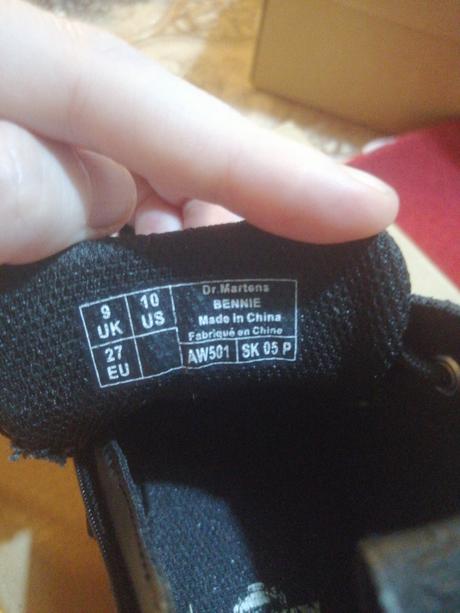 9 UK
10 US
27 EU
Dr.Martens
BENNIE
Made in China
Fabriqué en Chine
AW501 SK 05 P